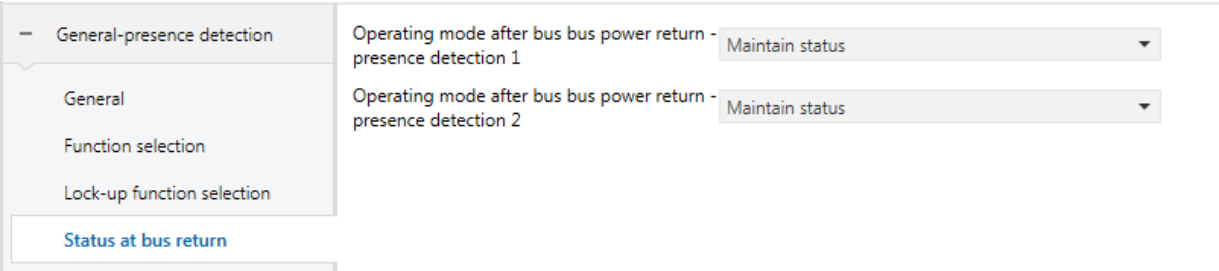 General-presence detection
General
Function selection
Lock-up function selection
Status at bus return
Operating mode after bus bus power return -
presence detection 1
Maintain status
Operating mode after bus bus power return -
presence detection 2
Maintain status